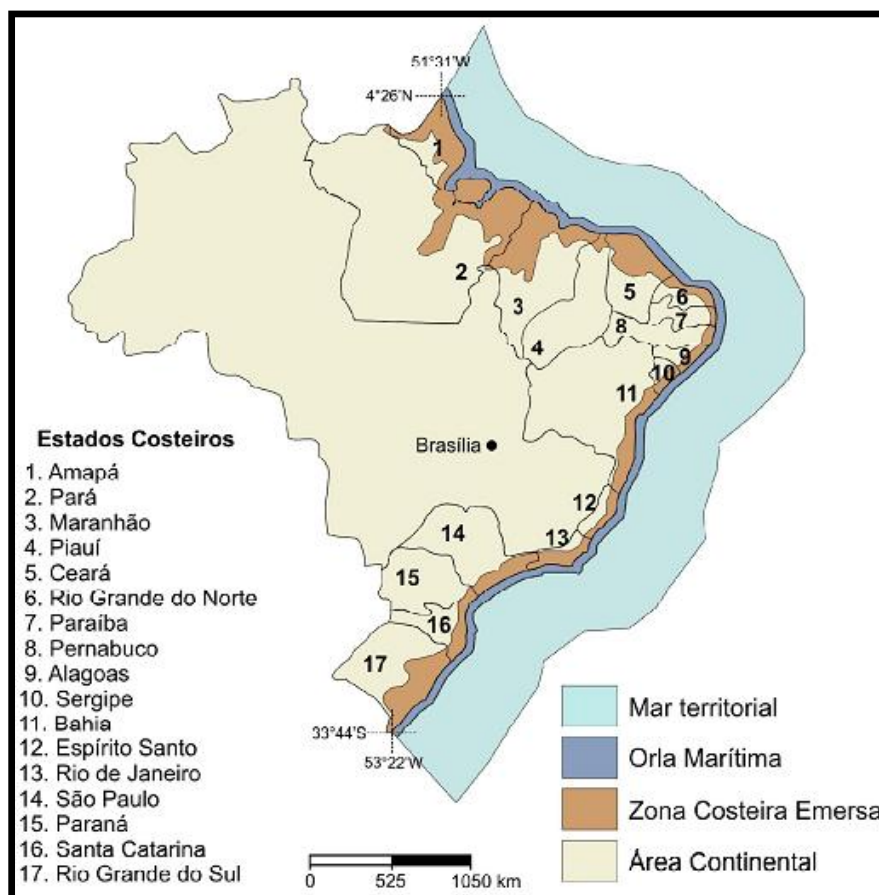 51°31'W
4°26'N
1
2
3
4
5
6
7
8
9
10
11
Brasília
12
13
14
15
16
17
33°44'S
53°22'W
Estados Costeiros
1. Amapá
2. Pará
3. Maranhão
4. Piauí
5. Ceará
6. Rio Grande do Norte
7. Paraíba
8. Pernabuco
9. Alagoas
10. Sergipe
11. Bahia
12. Espírito Santo
13. Rio de Janeiro
14. São Paulo
15. Paraná
16. Santa Catarina
17. Rio Grande do Sul
0 525 1050 km
Mar territorial
Orla Marítima
Zona Costeira Emersa
Área Continental